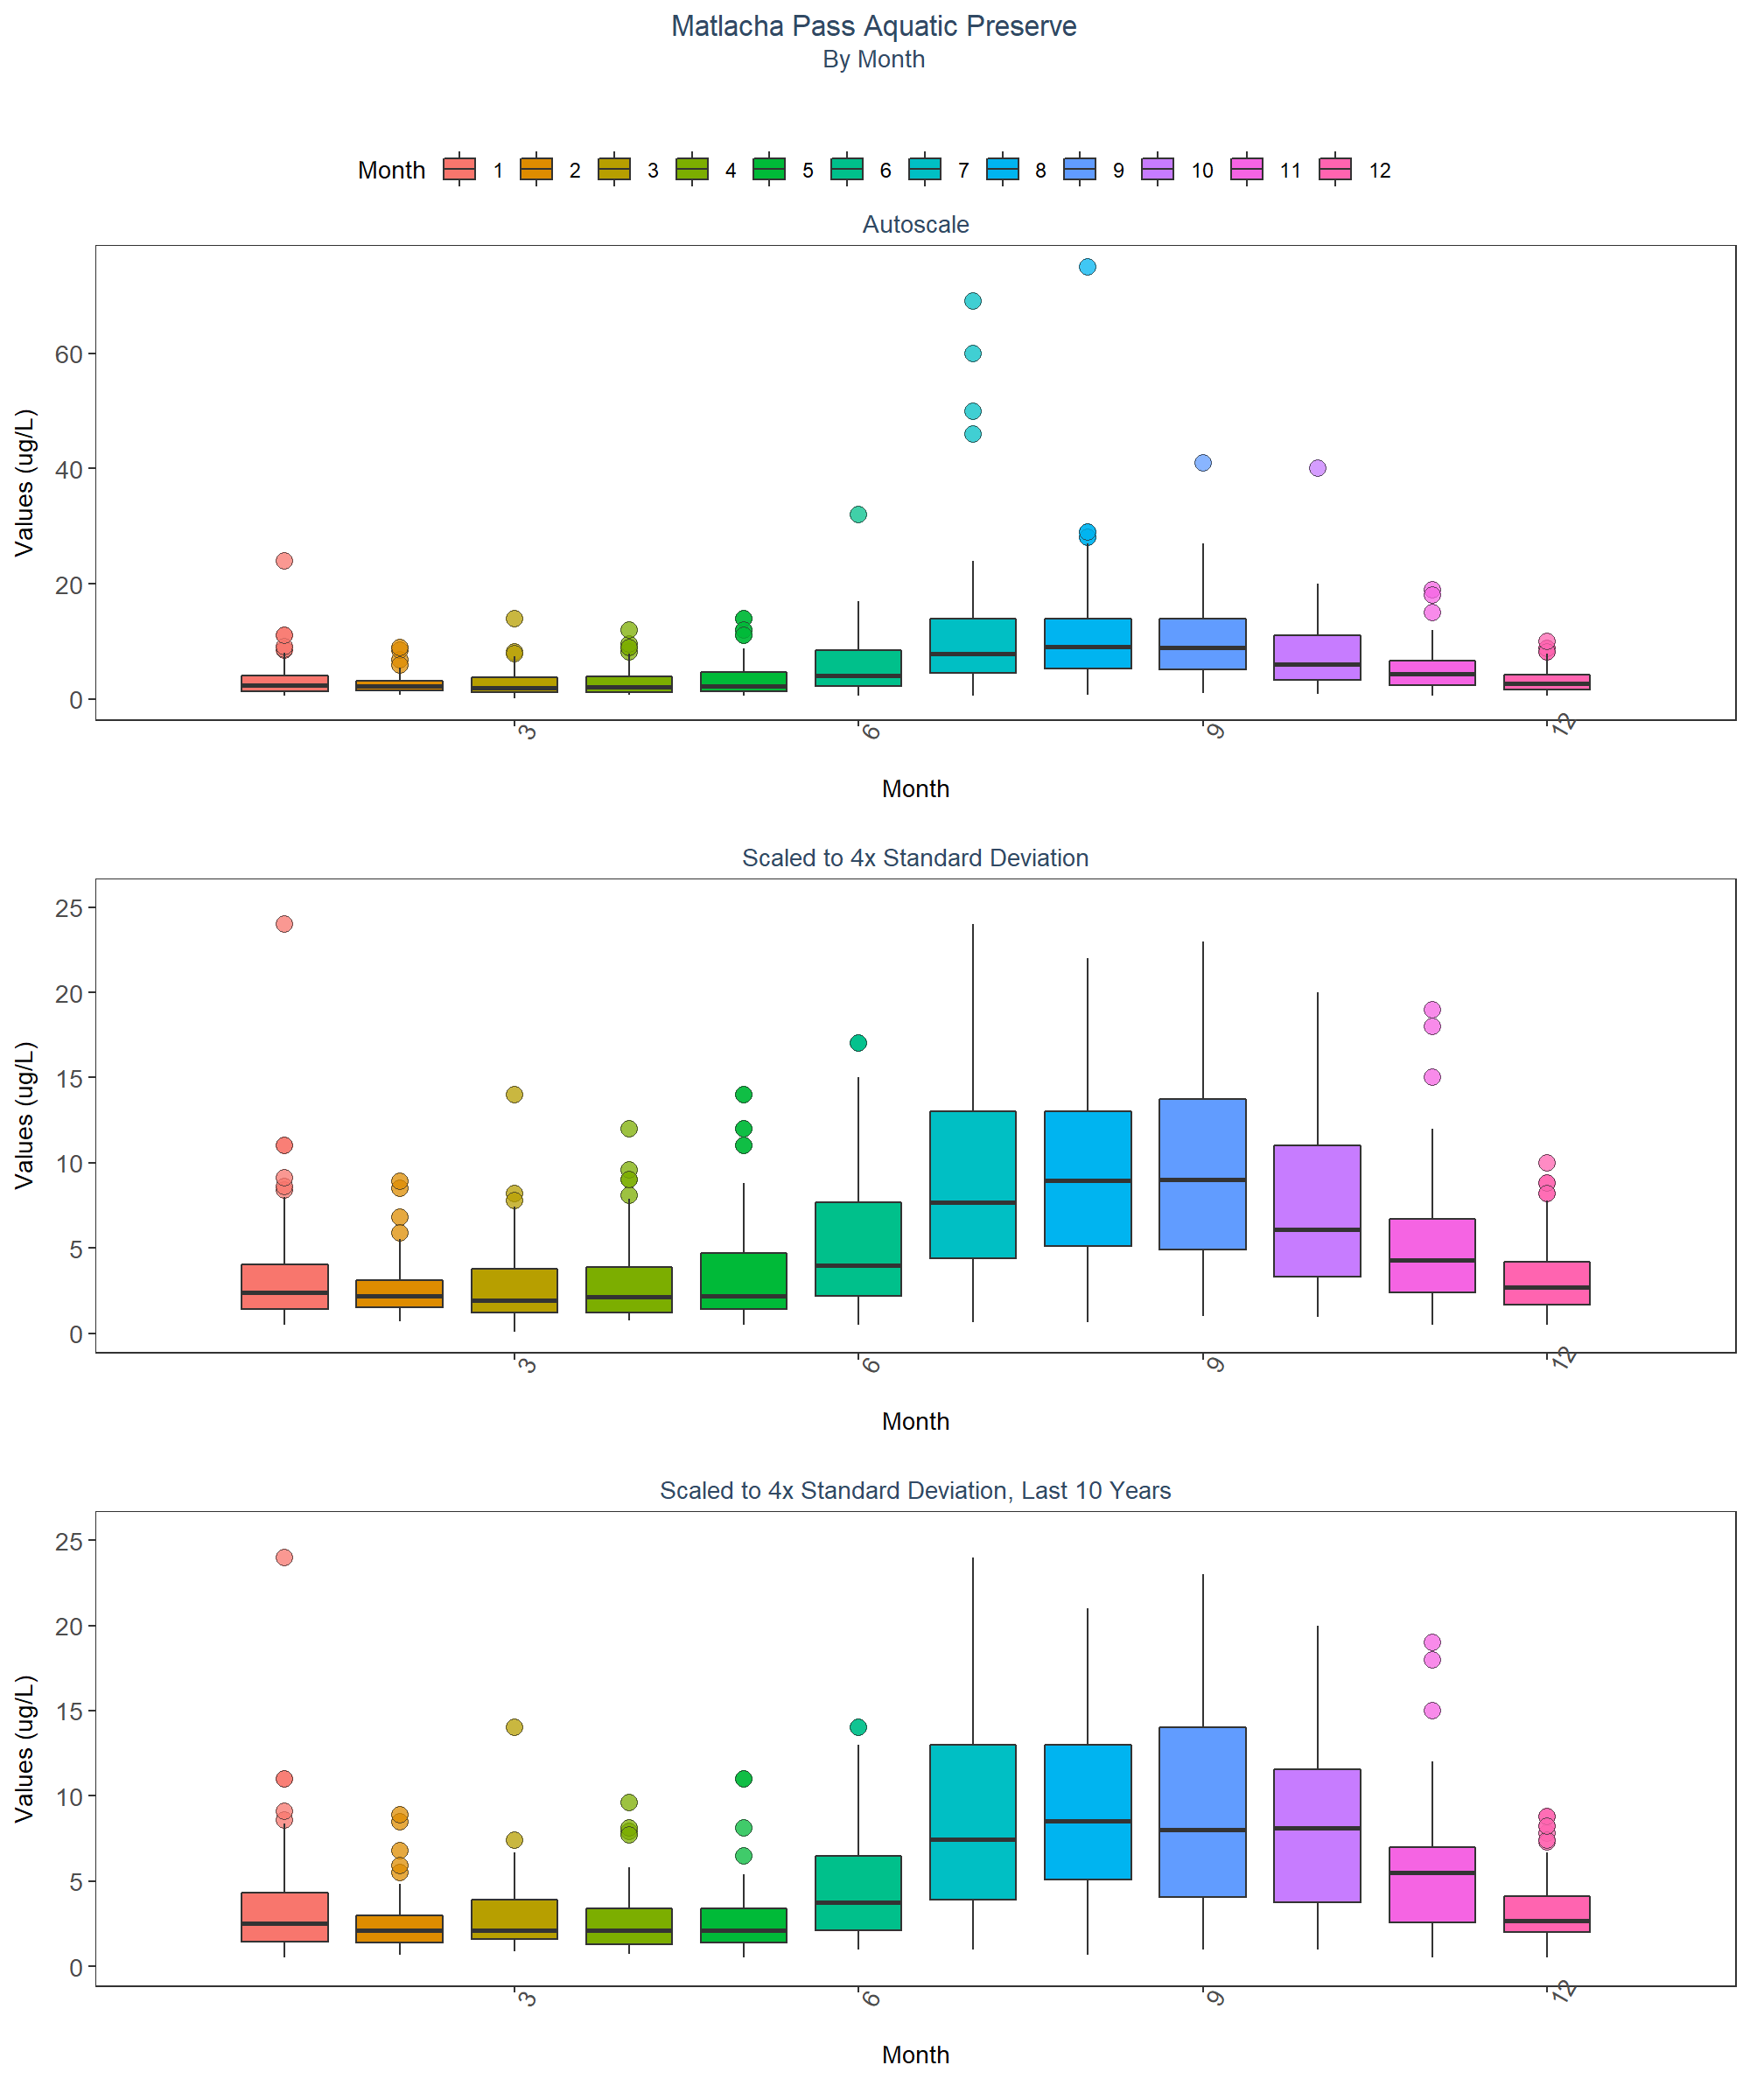 Matlacha Pass Aquatic Preserve
By Month
Month 1 2 3 4 5 6 7 8 9 10 11 12
Autoscale
Values (ug/L)
60
40
20
0
3 6 9 12
Month
Scaled to 4x Standard Deviation
Values (ug/L)
25
20
15
10
5
0
3 6 9 12
Month
Scaled to 4x Standard Deviation, Last 10 Years
Values (ug/L)
25
20
15
10
5
0
3 6 9 12
Month